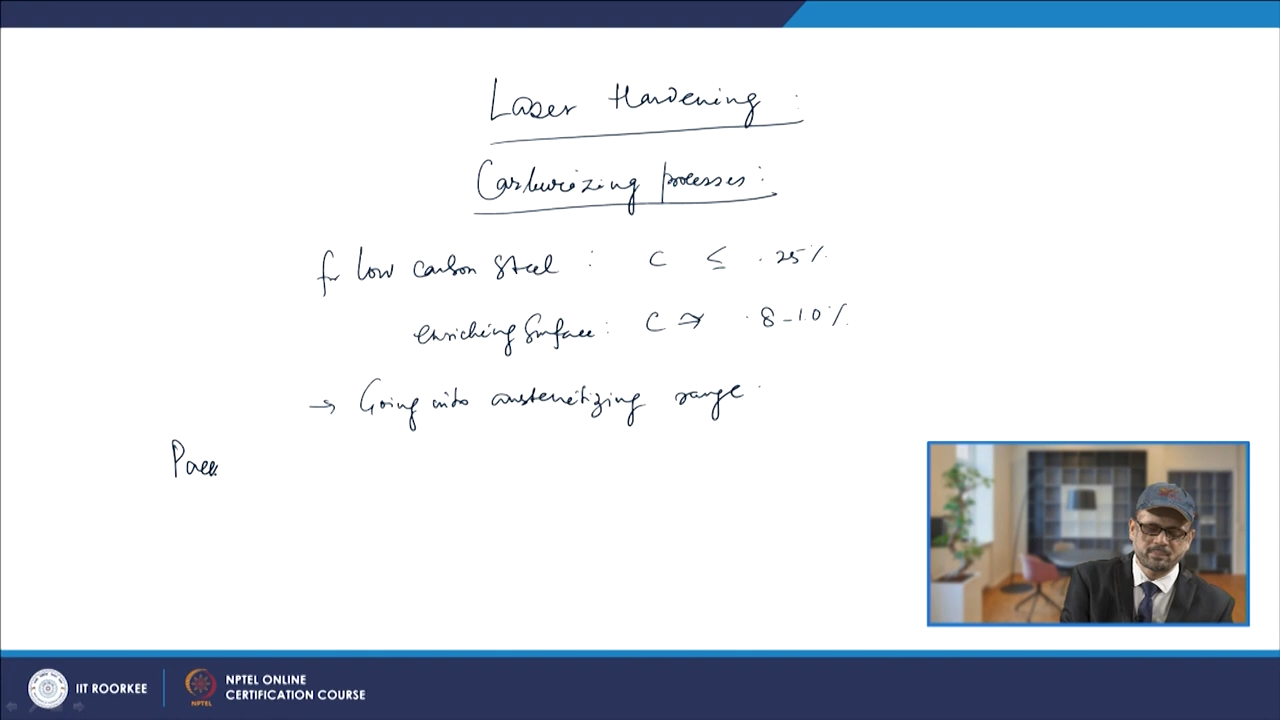 Laser Hardening :
Carburizing processes :
for low carbon steel : C ≤ .25%
enriching surface : C ⇒ .8-1.0%
→ Going into austenitizing range.
IIT ROORKEE
NPTEL
NPTEL ONLINE
CERTIFICATION COURSE